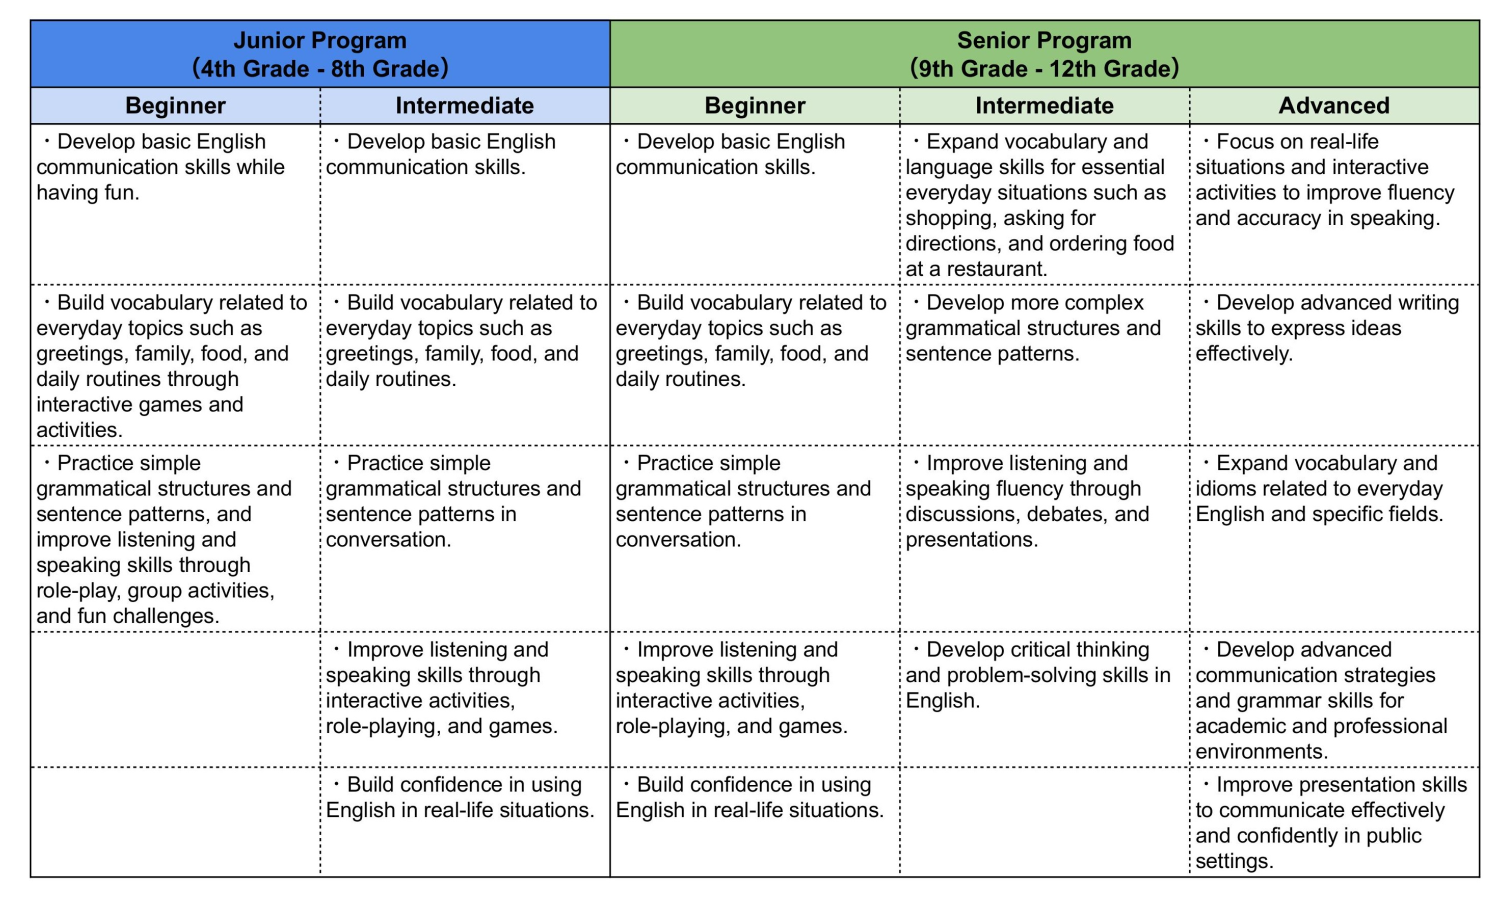 Junior Program
（4th Grade - 8th Grade）
Senior Program
（9th Grade - 12th Grade）
Beginner
Intermediate
Beginner
Intermediate
Advanced
・Develop basic English
communication skills while
having fun.
・Develop basic English
communication skills.
・Develop basic English
communication skills.
・Expand vocabulary and
language skills for essential
everyday situations such as
shopping, asking for
directions, and ordering food
at a restaurant.
・Focus on real-life
situations and interactive
activities to improve fluency
and accuracy in speaking.
・Build vocabulary related to
everyday topics such as
greetings, family, food, and
daily routines through
interactive games and
activities.
・Build vocabulary related to
everyday topics such as
greetings, family, food, and
daily routines.
・Build vocabulary related to
everyday topics such as
greetings, family, food, and
daily routines.
・Develop more complex
grammatical structures and
sentence patterns.
・Develop advanced writing
skills to express ideas
effectively.
・Practice simple
grammatical structures and
sentence patterns, and
improve listening and
speaking skills through
role-play, group activities,
and fun challenges.
・Practice simple
grammatical structures and
sentence patterns in
conversation.
・Practice simple
grammatical structures and
sentence patterns in
conversation.
・Improve listening and
speaking fluency through
discussions, debates, and
presentations.
・Expand vocabulary and
idioms related to everyday
English and specific fields.
・Improve listening and
speaking skills through
interactive activities,
role-playing, and games.
・Improve listening and
speaking skills through
interactive activities,
role-playing, and games.
・Develop critical thinking
and problem-solving skills in
English.
・Develop advanced
communication strategies
and grammar skills for
academic and professional
environments.
・Build confidence in using
English in real-life situations.
・Build confidence in using
English in real-life situations.
・Improve presentation skills
to communicate effectively
and confidently in public
settings.